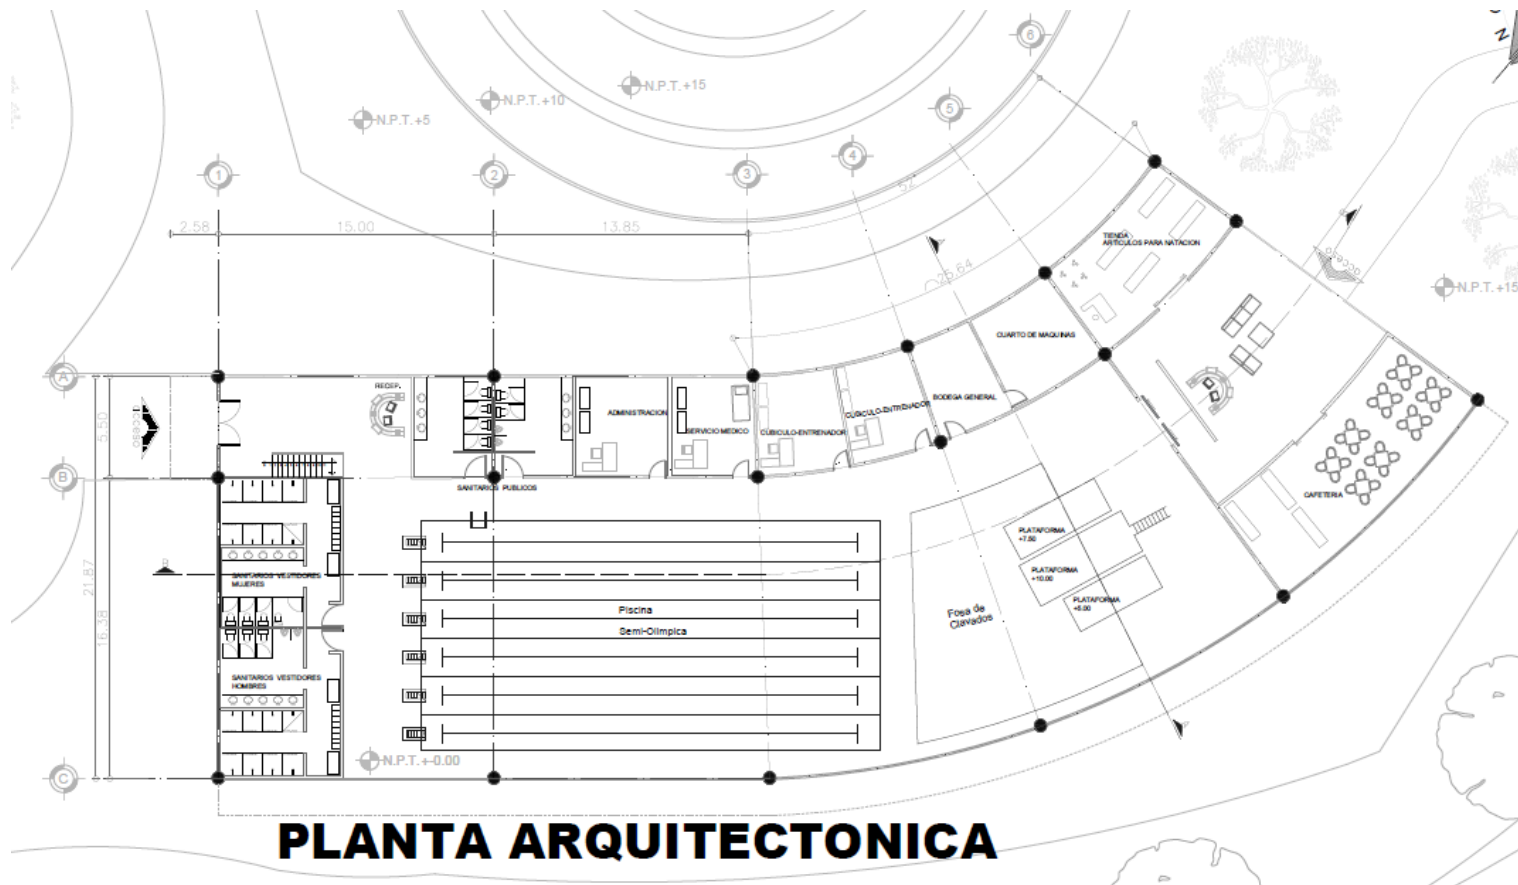 N
6
N.P.T.+15
N.P.T.+10
N.P.T.+5
5
4
1
2
3
52
2.58
15.00
13.85
TIENDA
ARTICULOS PARA NATACION
acceso
25.64
N.P.T.+15
CUARTO DE MAQUINAS
A
RECEP.
BODEGA GENERAL
ADMINISTRACION
CUBICULO-ENTRENADOR
SERVICIO MEDICO
CUBICULO-ENTRENADOR
acceso
5.50
B
SANITARIOS PUBLICOS
CAFETERIA
PLATAFORMA
+7.50
PLATAFORMA
+10.00
PLATAFORMA
+5.00
B
21.87
SANITARIOS VESTIDORES
MUJERES
Piscina
Semi-Olimpica
Fosa de
Clavados
16.38
SANITARIOS VESTIDORES
HOMBRES
N.P.T.+-0.00
C
PLANTA ARQUITECTONICA